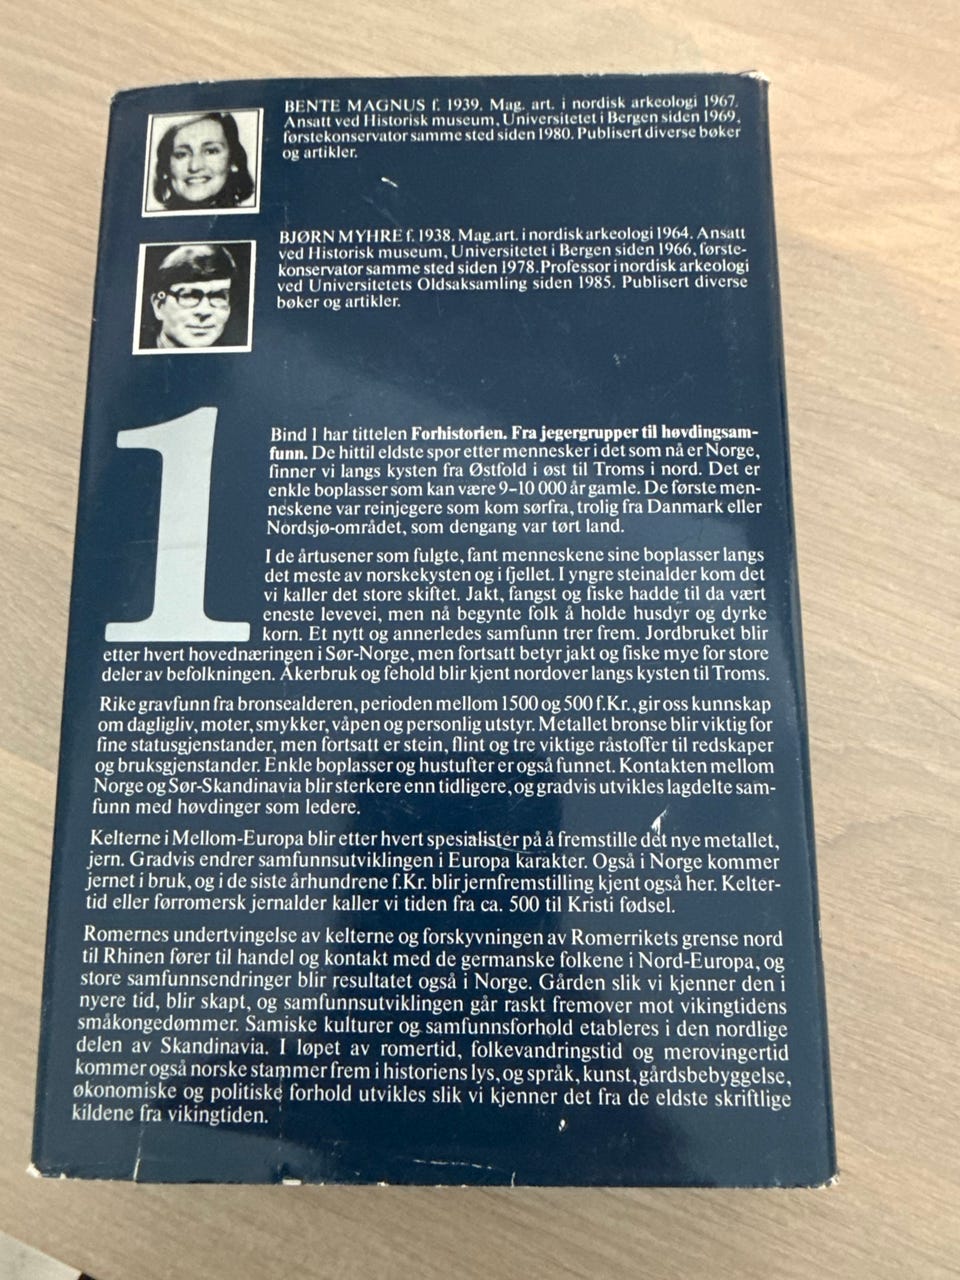 BENTE MAGNUS f. 1939. Mag. art. i nordisk arkeologi 1967.
Ansatt ved Historisk museum, Universitetet i Bergen siden 1969,
førstekonservator samme sted siden 1980. Publisert diverse bøker
og artikler.
BJØRN MYHRE f. 1938. Mag.art. i nordisk arkeologi 1964. Ansatt
ved Historisk museum, Universitetet i Bergen siden 1966, første-
konservator samme sted siden 1978. Professor i nordisk arkeologi
ved Universitetets Oldsaksamling siden 1985. Publisert diverse
bøker og artikler.
1
Bind 1 har tittelen Forhistorien. Fra jegergrupper til høvdingsam-
funn. De hittil eldste spor etter mennesker i det som nå er Norge,
finner vi langs kysten fra Østfold i øst til Troms i nord. Det er
enkle boplasser som kan være 9–10 000 år gamle. De første men-
neskene var reinjegere som kom sørfra, trolig fra Danmark eller
Nordsjø-området, som dengang var tørt land.
I de årtusener som fulgte, fant menneskene sine boplasser langs
det meste av norskekysten og i fjellet. I yngre steinalder kom det
vi kaller det store skiftet. Jakt, fangst og fiske hadde til da vært
eneste levevei, men nå begynte folk å holde husdyr og dyrke
korn. Et nytt og annerledes samfunn trer frem. Jordbruket blir
etter hvert hovednæringen i Sør-Norge, men fortsatt betyr jakt og fiske mye for store
deler av befolkningen. Åkerbruk og fehold blir kjent nordover langs kysten til Troms.
Rike gravfunn fra bronsealderen, perioden mellom 1500 og 500 f.Kr., gir oss kunnskap
om dagligliv, moter, smykker, våpen og personlig utstyr. Metallet bronse blir viktig for
fine statusgjenstander, men fortsatt er stein, flint og tre viktige råstoffer til redskaper
og bruksgjenstander. Enkle boplasser og hustufter er også funnet. Kontakten mellom
Norge og Sør-Skandinavia blir sterkere enn tidligere, og gradvis utvikles lagdelte sam-
funn med høvdinger som ledere.
Kelterne i Mellom-Europa blir etter hvert spesialister på å fremstille det nye metallet,
jern. Gradvis endrer samfunnsutviklingen i Europa karakter. Også i Norge kommer
jernet i bruk, og i de siste århundrene f.Kr. blir jernfremstilling kjent også her. Kelter-
tid eller førromersk jernalder kaller vi tiden fra ca. 500 til Kristi fødsel.
Romernes undertvingelse av kelterne og forskyvningen av Romerrikets grense nord
til Rhinen fører til handel og kontakt med de germanske folkene i Nord-Europa, og
store samfunnsendringer blir resultatet også i Norge. Gården slik vi kjenner den i
nyere tid, blir skapt, og samfunnsutviklingen går raskt fremover mot vikingtidens
småkongedømmer. Samiske kulturer og samfunnsforhold etableres i den nordlige
delen av Skandinavia. I løpet av romertid, folkevandringstid og merovingertid
kommer også norske stammer frem i historiens lys, og språk, kunst, gårdsbebyggelse,
økonomiske og politiske forhold utvikles slik vi kjenner det fra de eldste skriftlige
kildene fra vikingtiden.